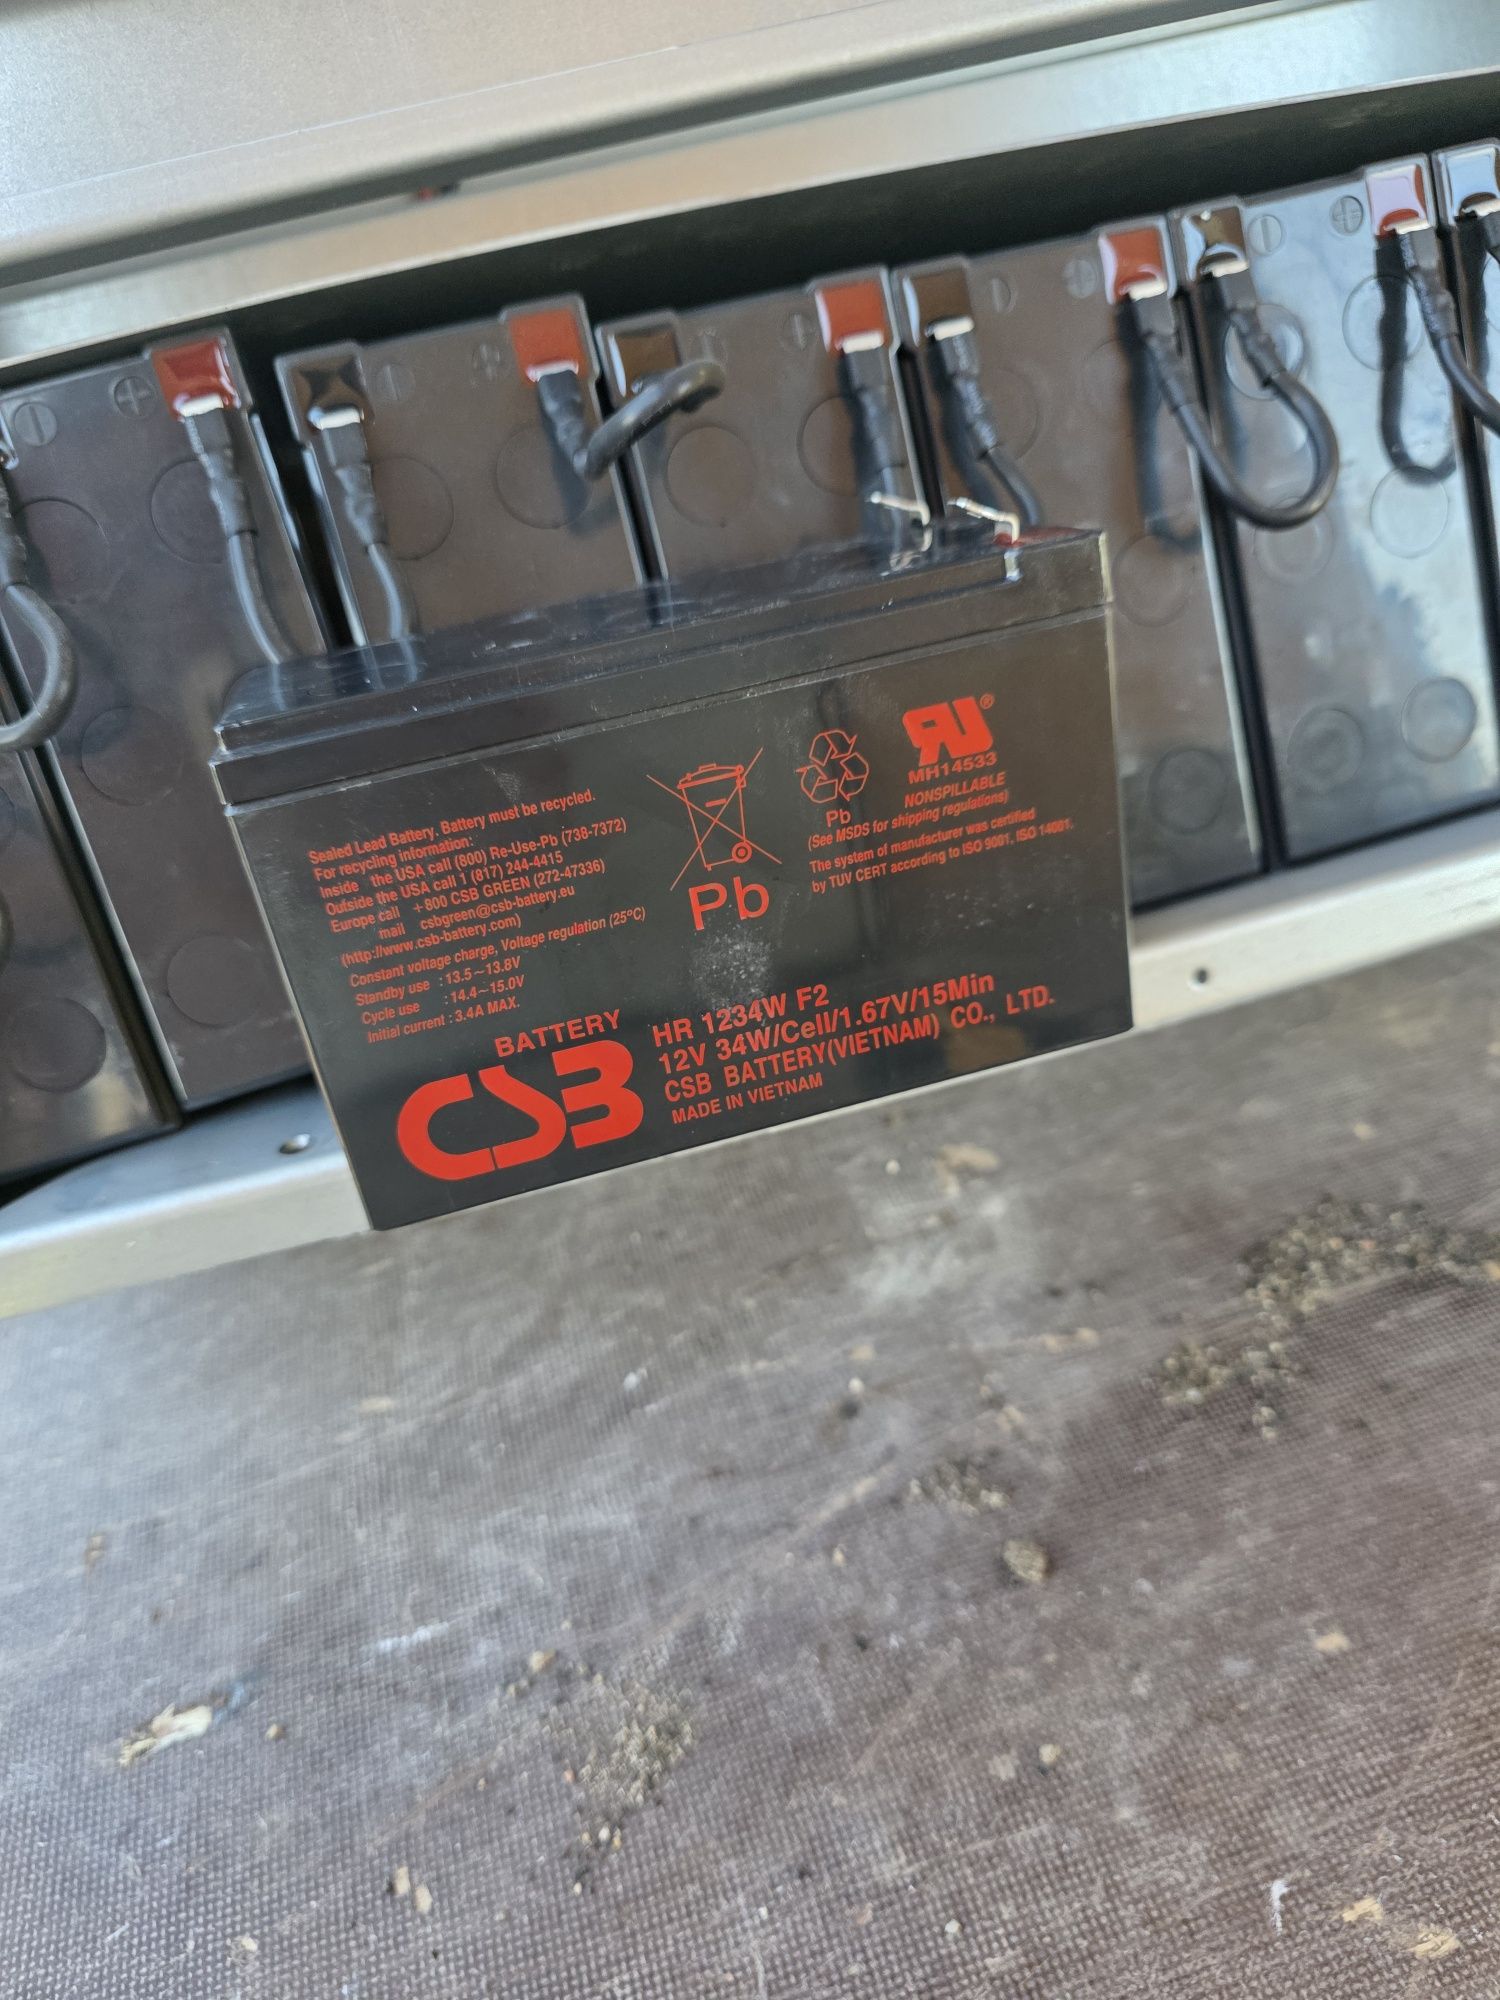 Sealed Lead Battery. Battery must be recycled.
For recycling information:
Inside the USA call (800) Re-Use-Pb (738-7372)
Outside the USA call 1 (817) 244-4415
Europe call +800 CSB GREEN (272-47336)
mail csbgreen@csb-battery.eu
(http://www.csb-battery.com)
Constant voltage charge, Voltage regulation (25°C)
Standby use : 13.5~13.8V
Cycle use : 14.4~15.0V
Initial current : 3.4A MAX.
Pb
Pb
RU®
MH14533
NONSPILLABLE
(See MSDS for shipping regulations)
The system of manufacturer was certified
by TUV CERT according to ISO 9001, ISO 14001.
BATTERY
CSB
HR 1234W F2
12V 34W/Cell/1.67V/15Min
CSB BATTERY(VIETNAM) CO., LTD.
MADE IN VIETNAM